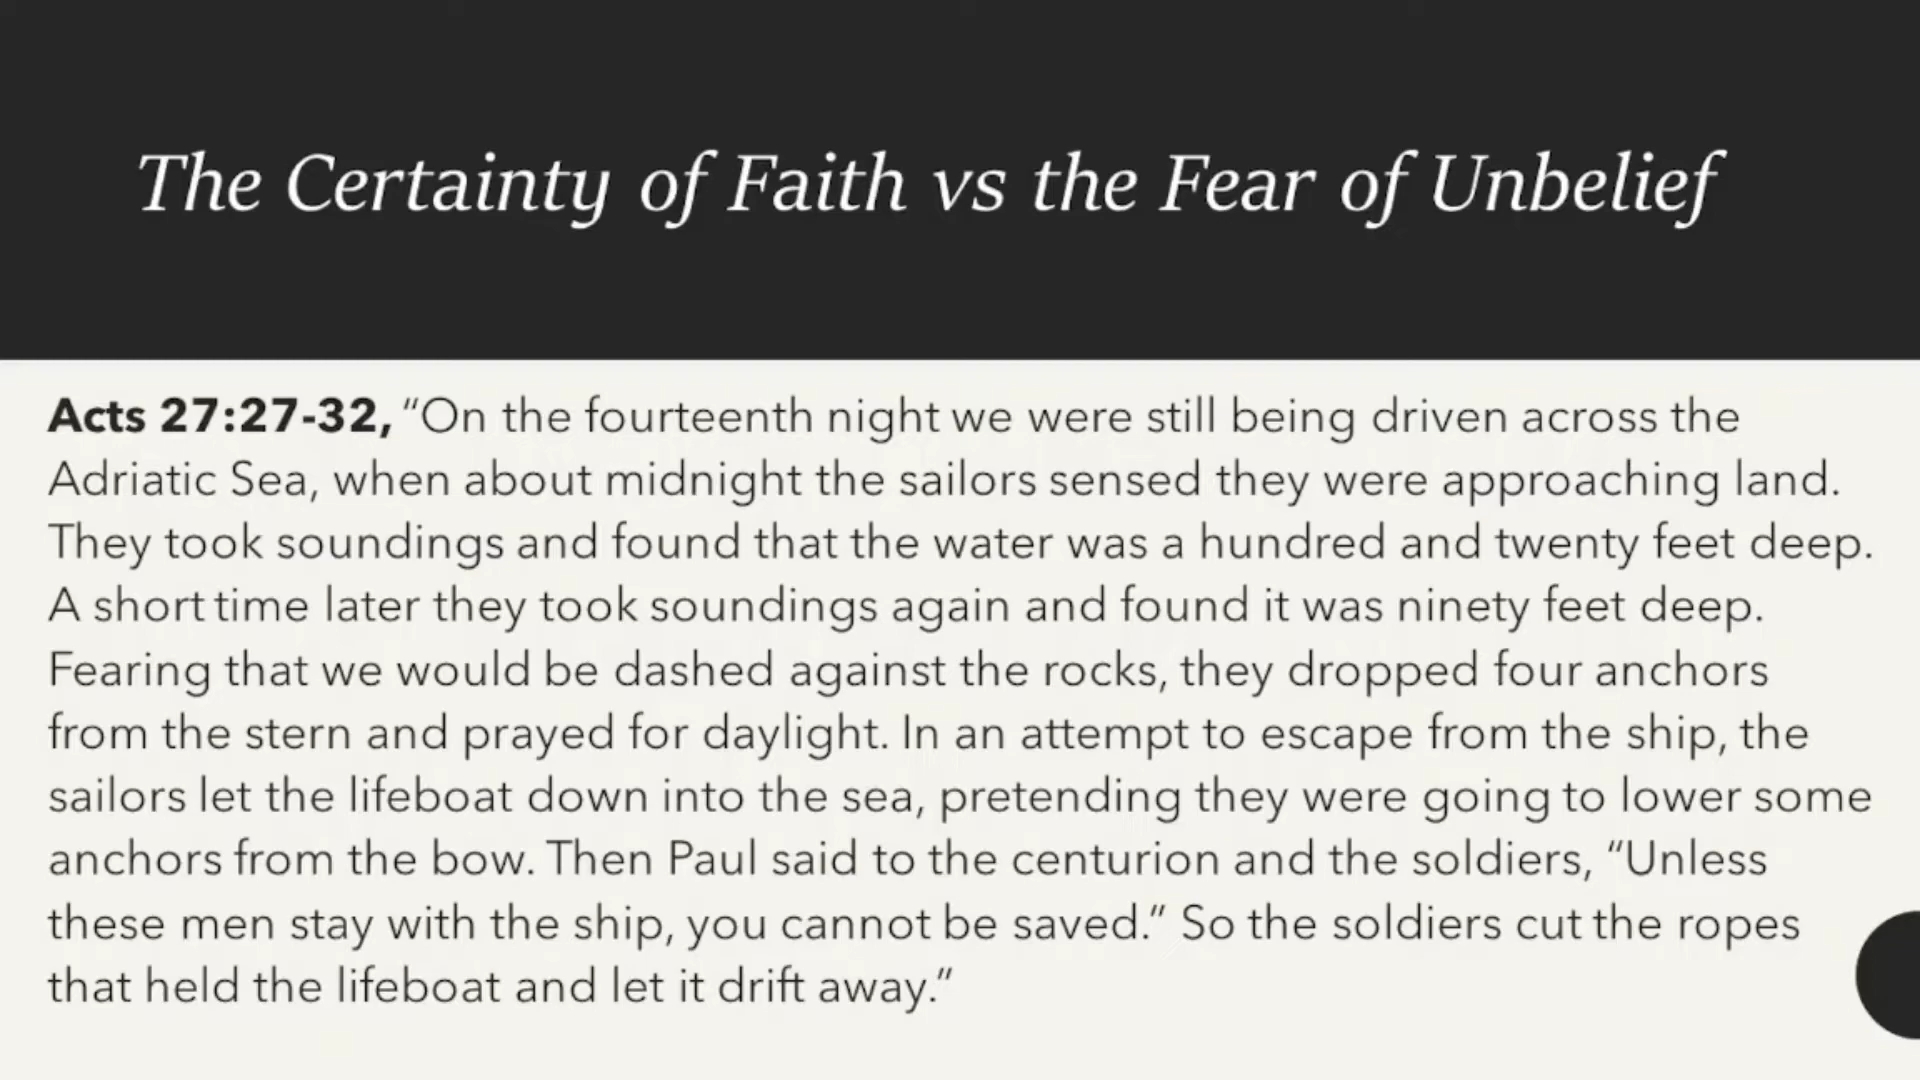 The Certainty of Faith vs the Fear of Unbelief
Acts 27:27-32, “On the fourteenth night we were still being driven across the
Adriatic Sea, when about midnight the sailors sensed they were approaching land.
They took soundings and found that the water was a hundred and twenty feet deep.
A short time later they took soundings again and found it was ninety feet deep.
Fearing that we would be dashed against the rocks, they dropped four anchors
from the stern and prayed for daylight. In an attempt to escape from the ship, the
sailors let the lifeboat down into the sea, pretending they were going to lower some
anchors from the bow. Then Paul said to the centurion and the soldiers, “Unless
these men stay with the ship, you cannot be saved.” So the soldiers cut the ropes
that held the lifeboat and let it drift away.”